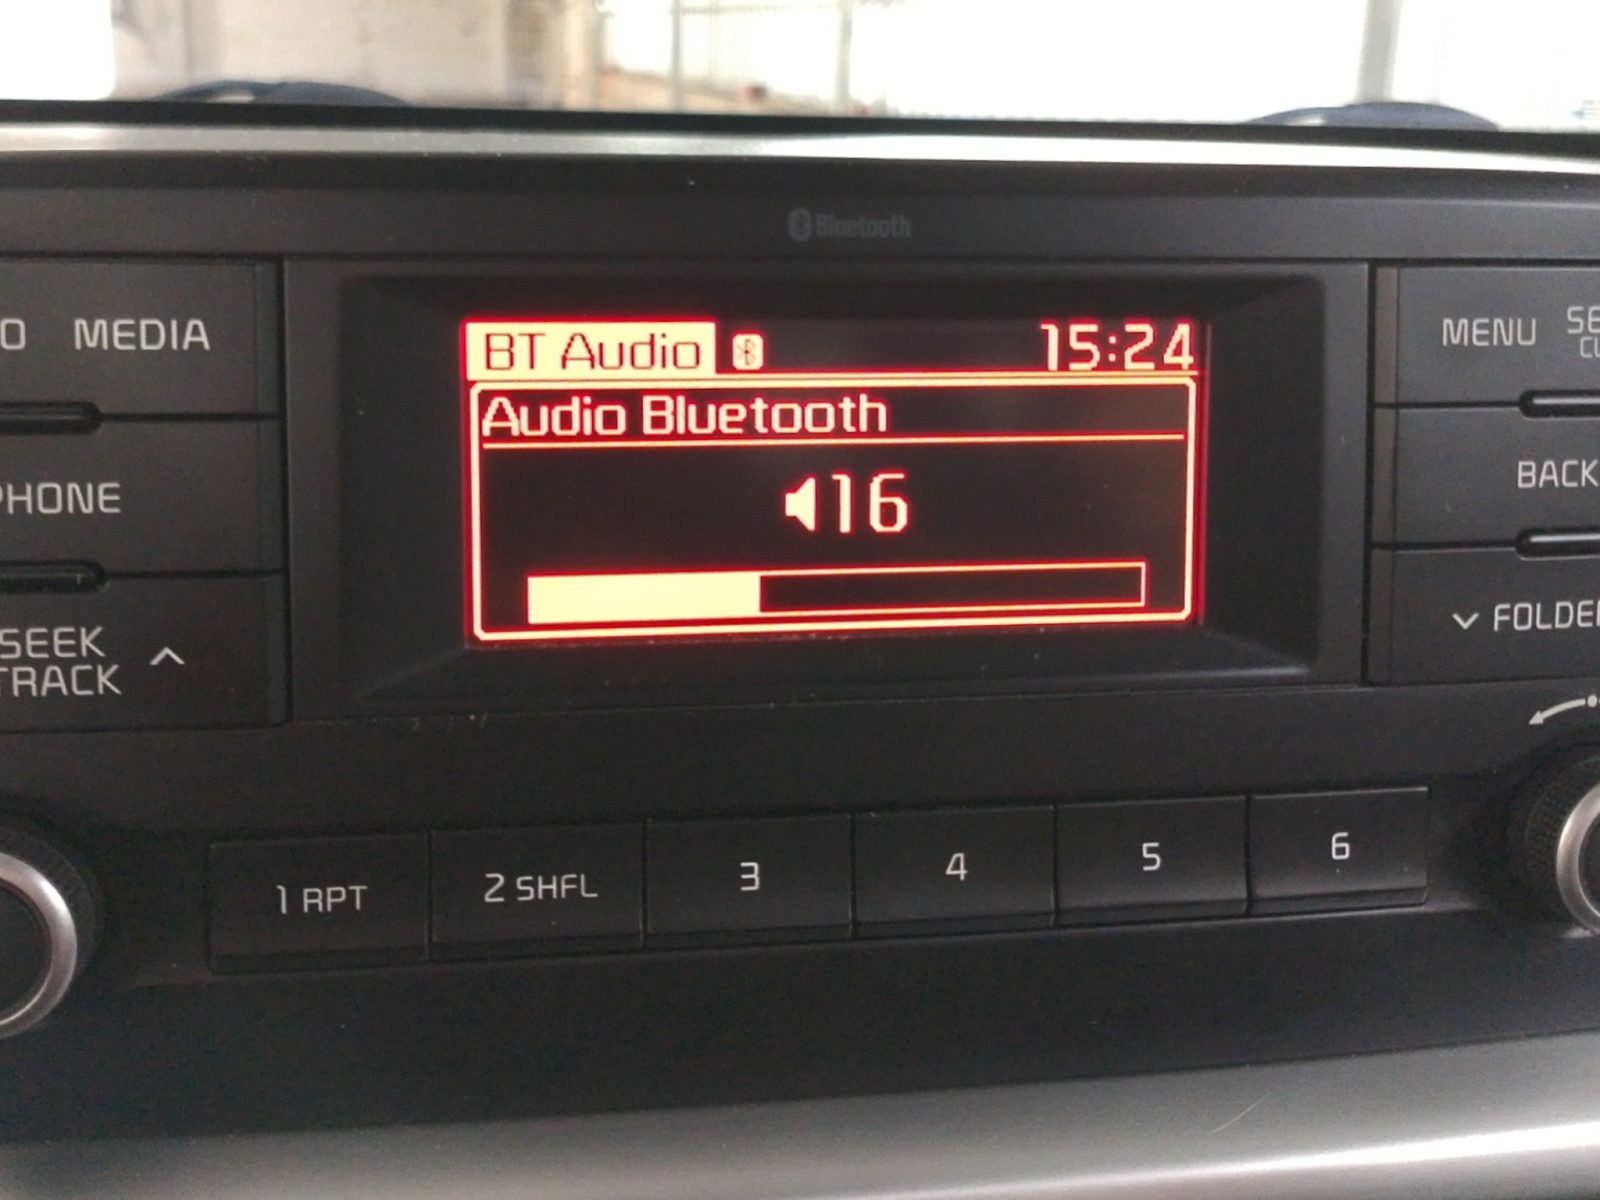 Bluetooth
MEDIA
BT Audio 15:24
Audio Bluetooth
16
MENU
BACK
PHONE
SEEK
TRACK
1 RPT
2 SHFL
3
4
5
6